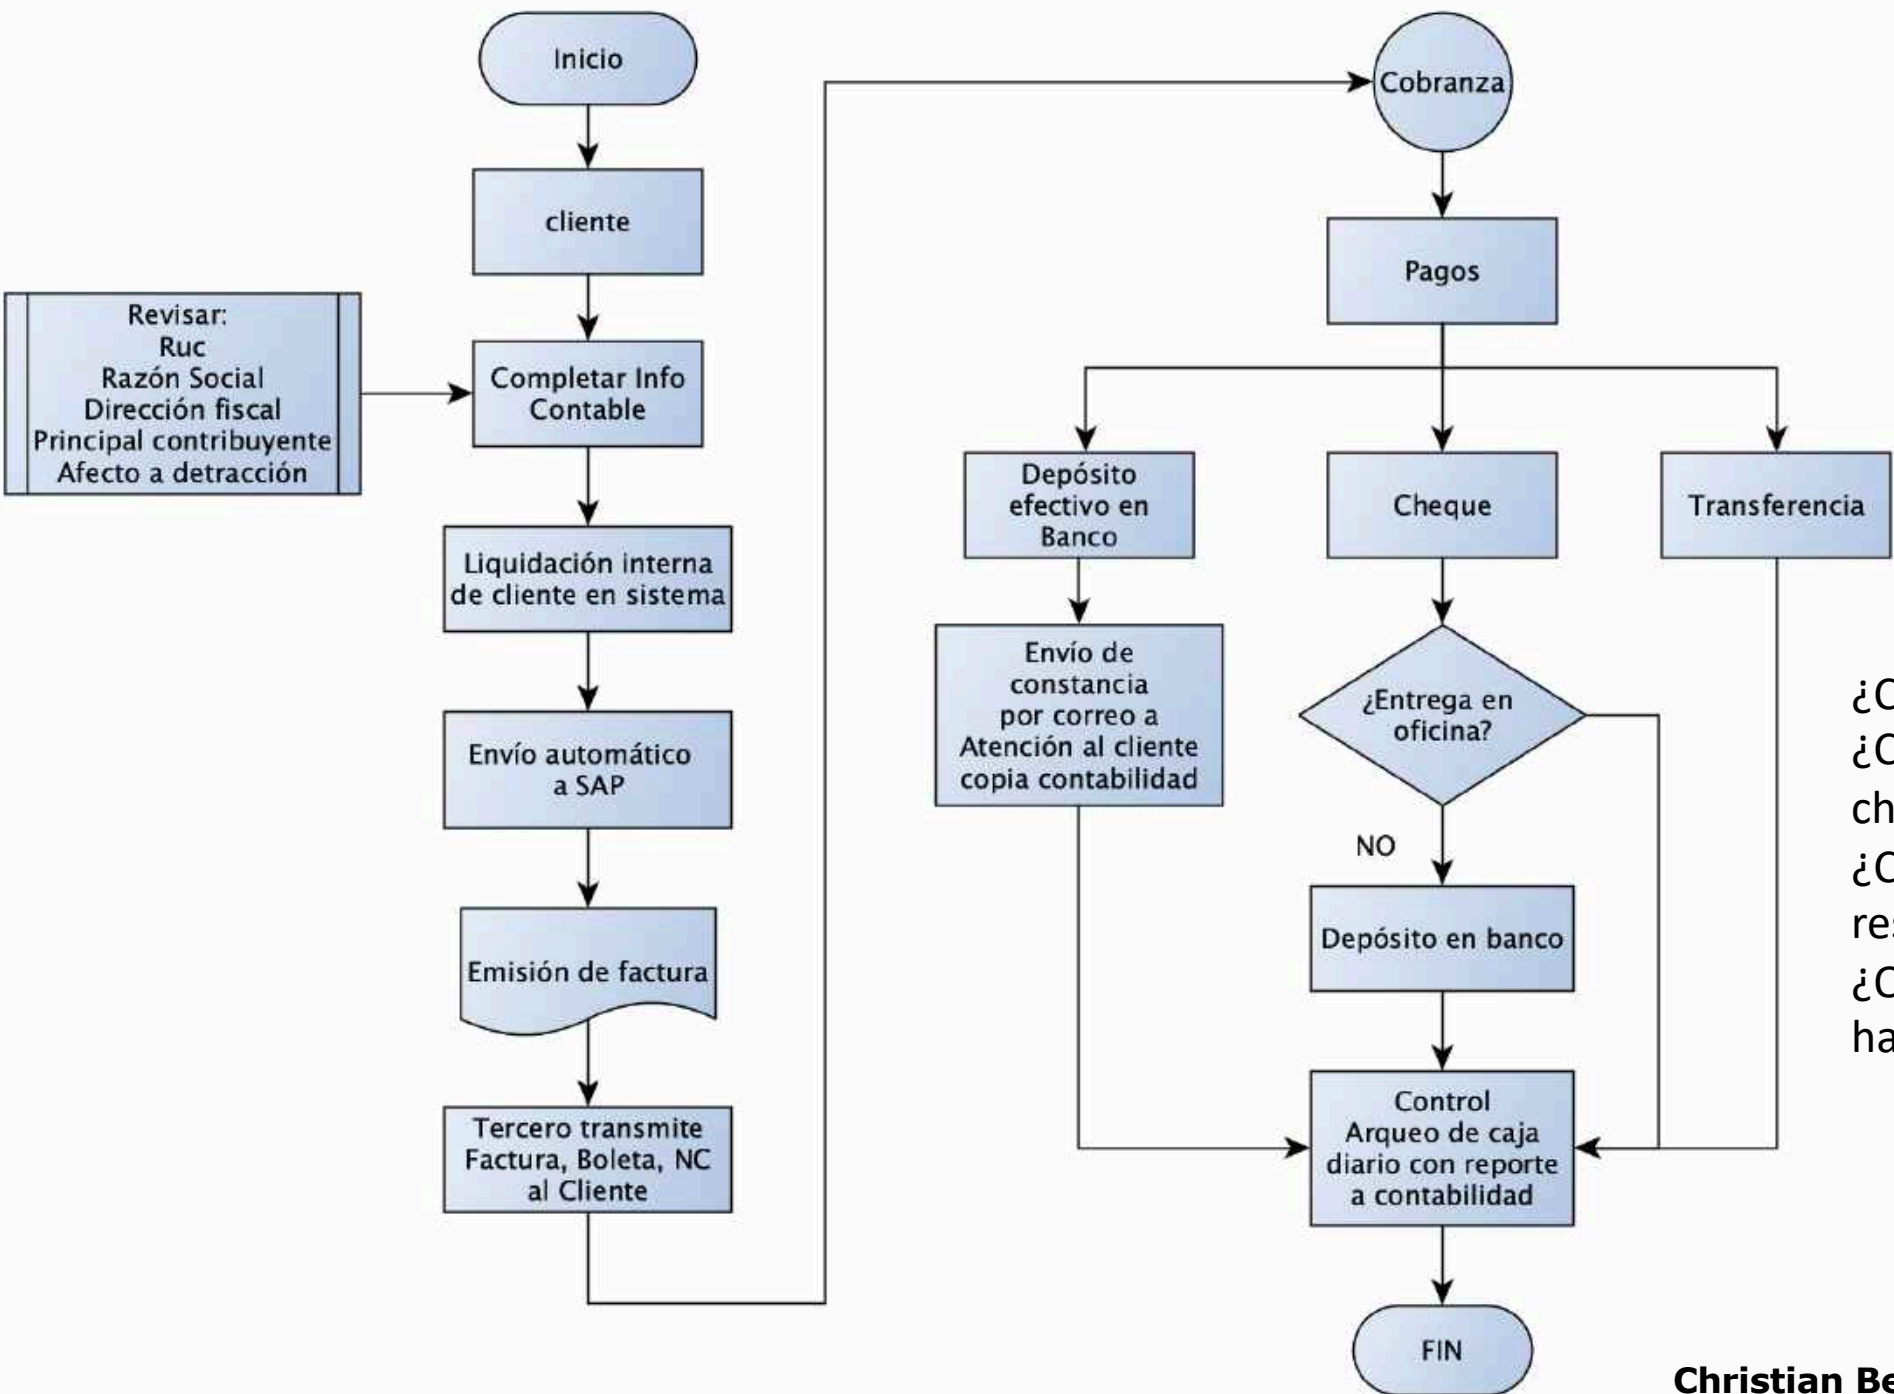 Inicio
cliente
Revisar:
Ruc
Razón Social
Dirección fiscal
Principal contribuyente
Afecto a detracción
Completar Info
Contable
Liquidación interna
de cliente en sistema
Envío automático
a SAP
Emisión de factura
Tercero transmite
Factura, Boleta, NC
al Cliente
Cobranza
Pagos
Depósito
efectivo en
Banco
Cheque
Transferencia
Envío de
constancia
por correo a
Atención al cliente
copia contabilidad
¿Entrega en
oficina?
NO
Depósito en banco
Control
Arqueo de caja
diario con reporte
a contabilidad
FIN
Christian